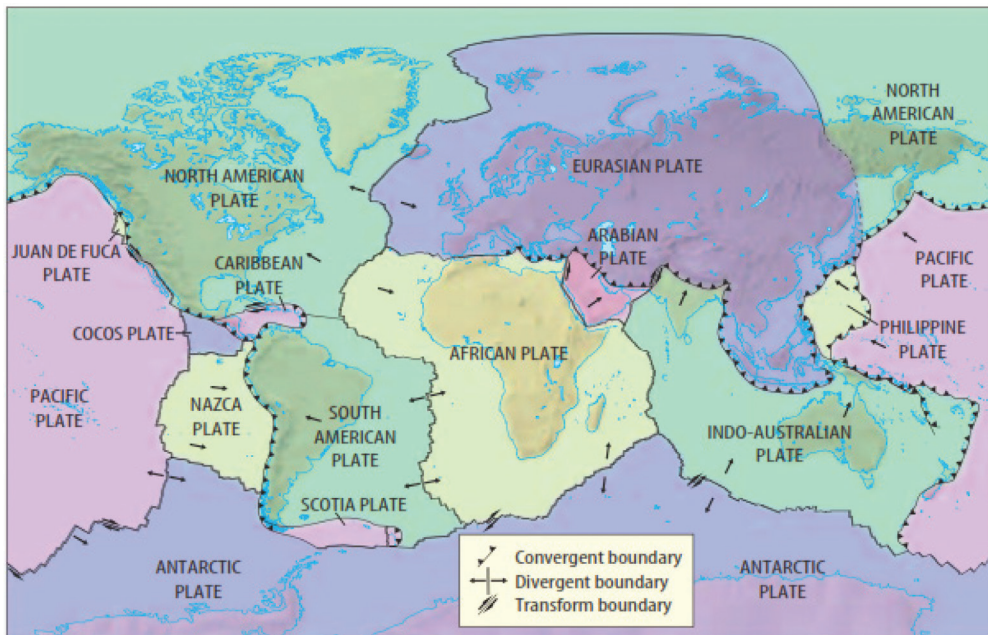 NORTH
AMERICAN
PLATE
EURASIAN PLATE
NORTH AMERICAN
PLATE
JUAN DE FUCA
PLATE
CARIBBEAN
PLATE
ARABIAN
PLATE
PACIFIC
PLATE
COCOS PLATE
PHILIPPINE
PLATE
AFRICAN PLATE
PACIFIC
PLATE
NAZCA
PLATE
SOUTH
AMERICAN
PLATE
INDO-AUSTRALIAN
PLATE
SCOTIA PLATE
ANTARCTIC
PLATE
Convergent boundary
Divergent boundary
Transform boundary
ANTARCTIC
PLATE